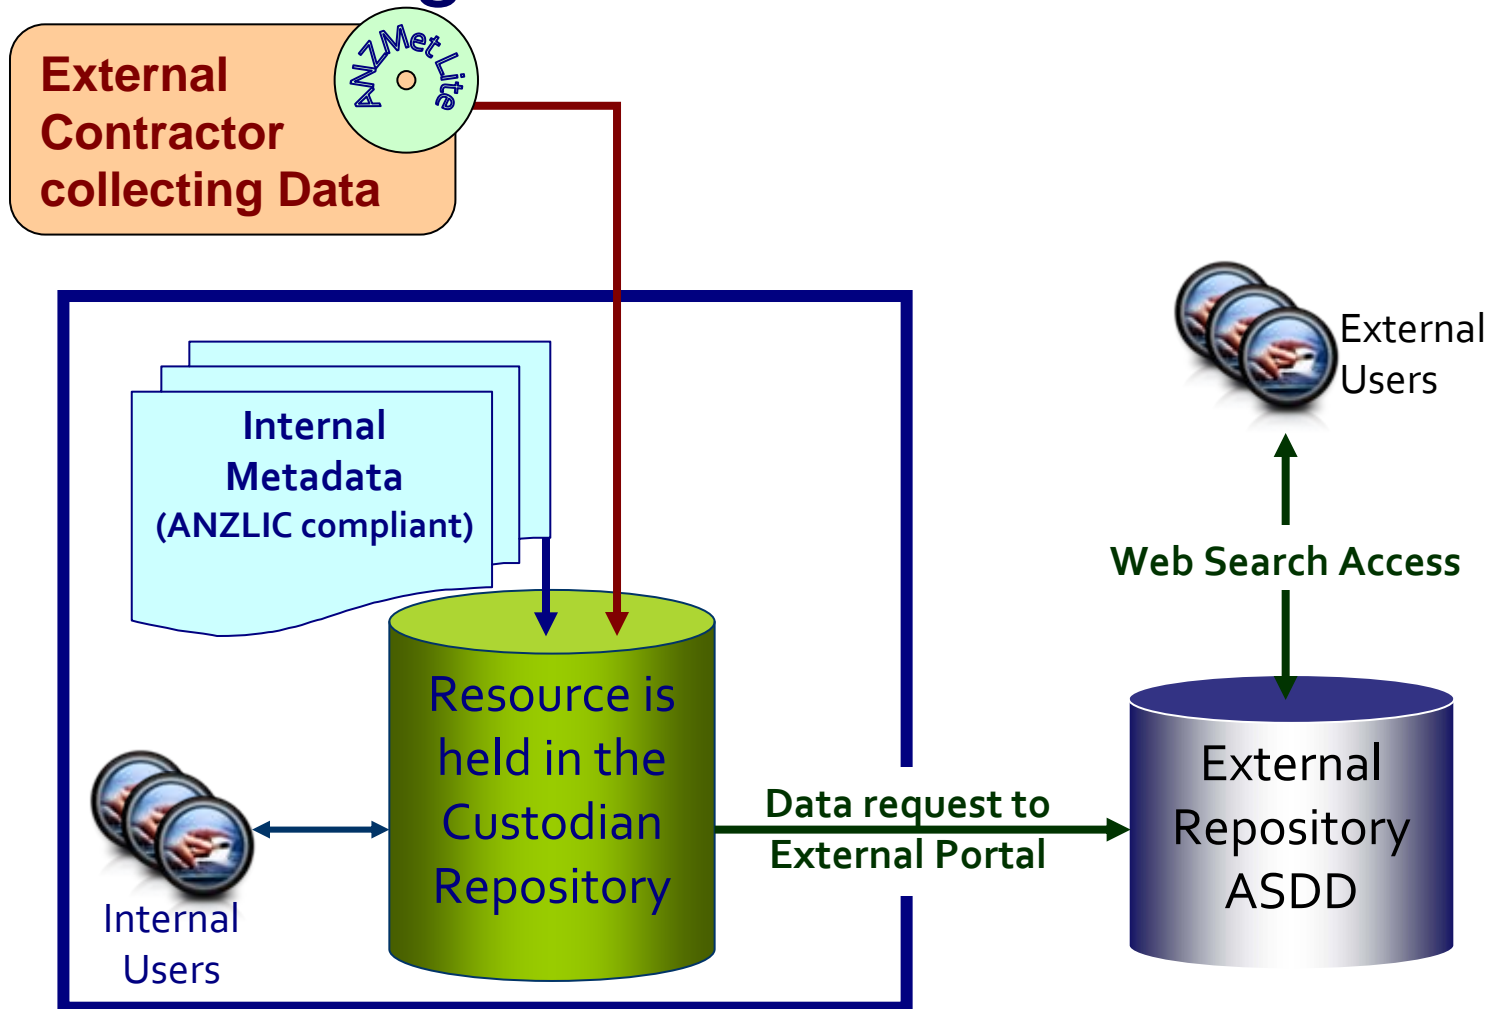 External
Contractor
collecting Data
ANZMet Lite
Internal
Metadata
(ANZLIC compliant)
Resource is
held in the
Custodian
Repository
Internal
Users
Data request to
External Portal
External
Users
Web Search Access
External
Repository
ASDD